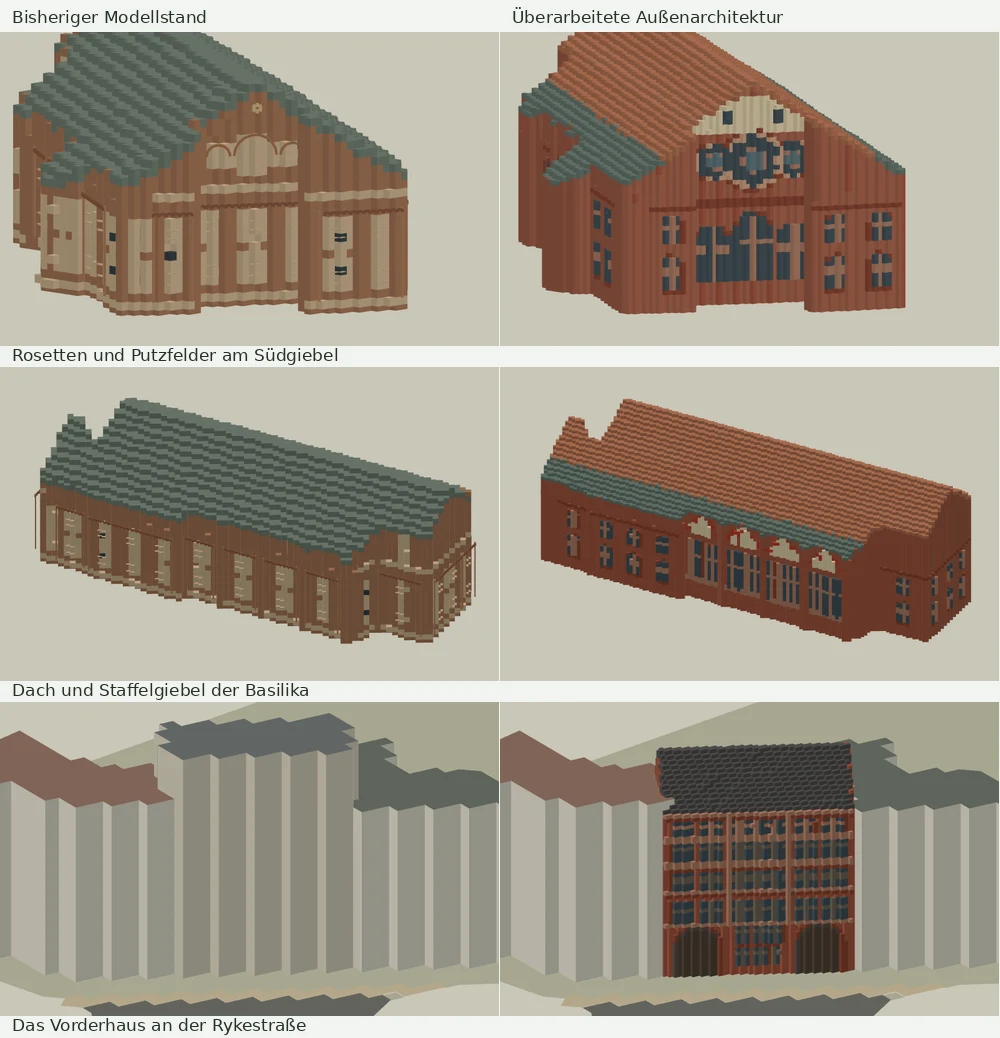 Bisheriger Modellstand
Überarbeitete Außenarchitektur
Rosetten und Putzfelder am Südgiebel
Dach und Staffelgiebel der Basilika
Das Vorderhaus an der Rykestraße